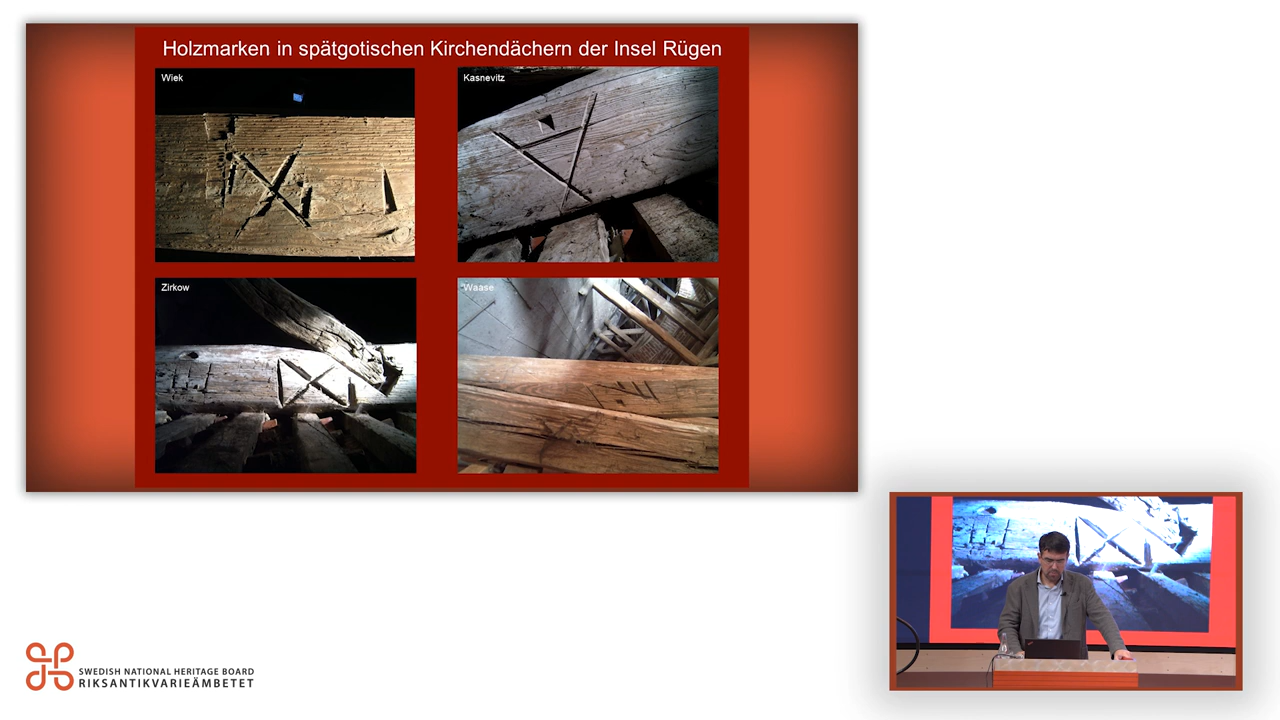 Holzmarken in spätgotischen Kirchendächern der Insel Rügen
Wiek
Kasnevitz
Zirkow
Waase
SWEDISH NATIONAL HERITAGE BOARD
RIKSANTIKVARIEÄMBETET